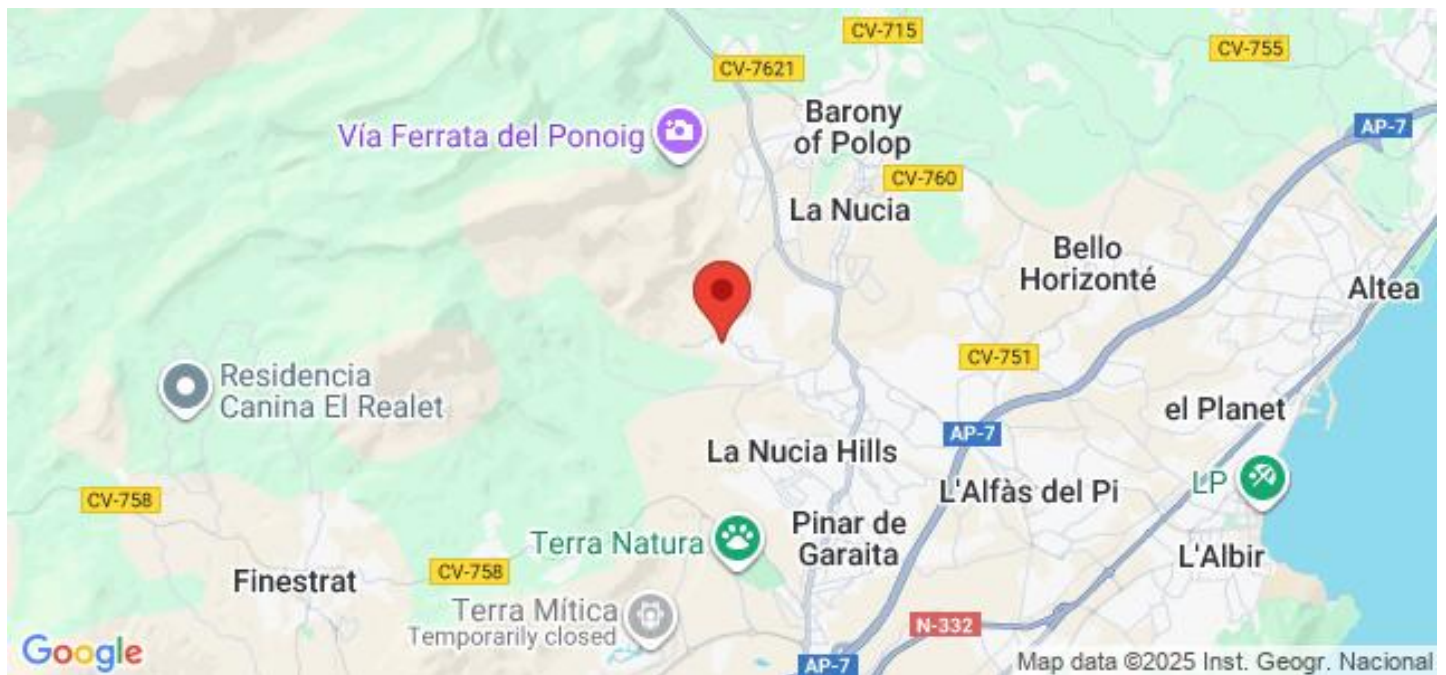 CV-715
CV-755
CV-7621
Barony
of Polop
AP-7
Vía Ferrata del Ponoig
CV-760
La Nucia
Bello
Horizonté
Altea
CV-751
Residencia
Canina El Realet
el Planet
AP-7
La Nucia Hills
LP
CV-758
L'Alfàs del Pi
Pinar de
Garaita
Terra Natura
L'Albir
Finestrat
CV-758
Terra Mítica
Temporarily closed
N-332
Google
AP-7
Map data ©2025 Inst. Geogr. Nacional